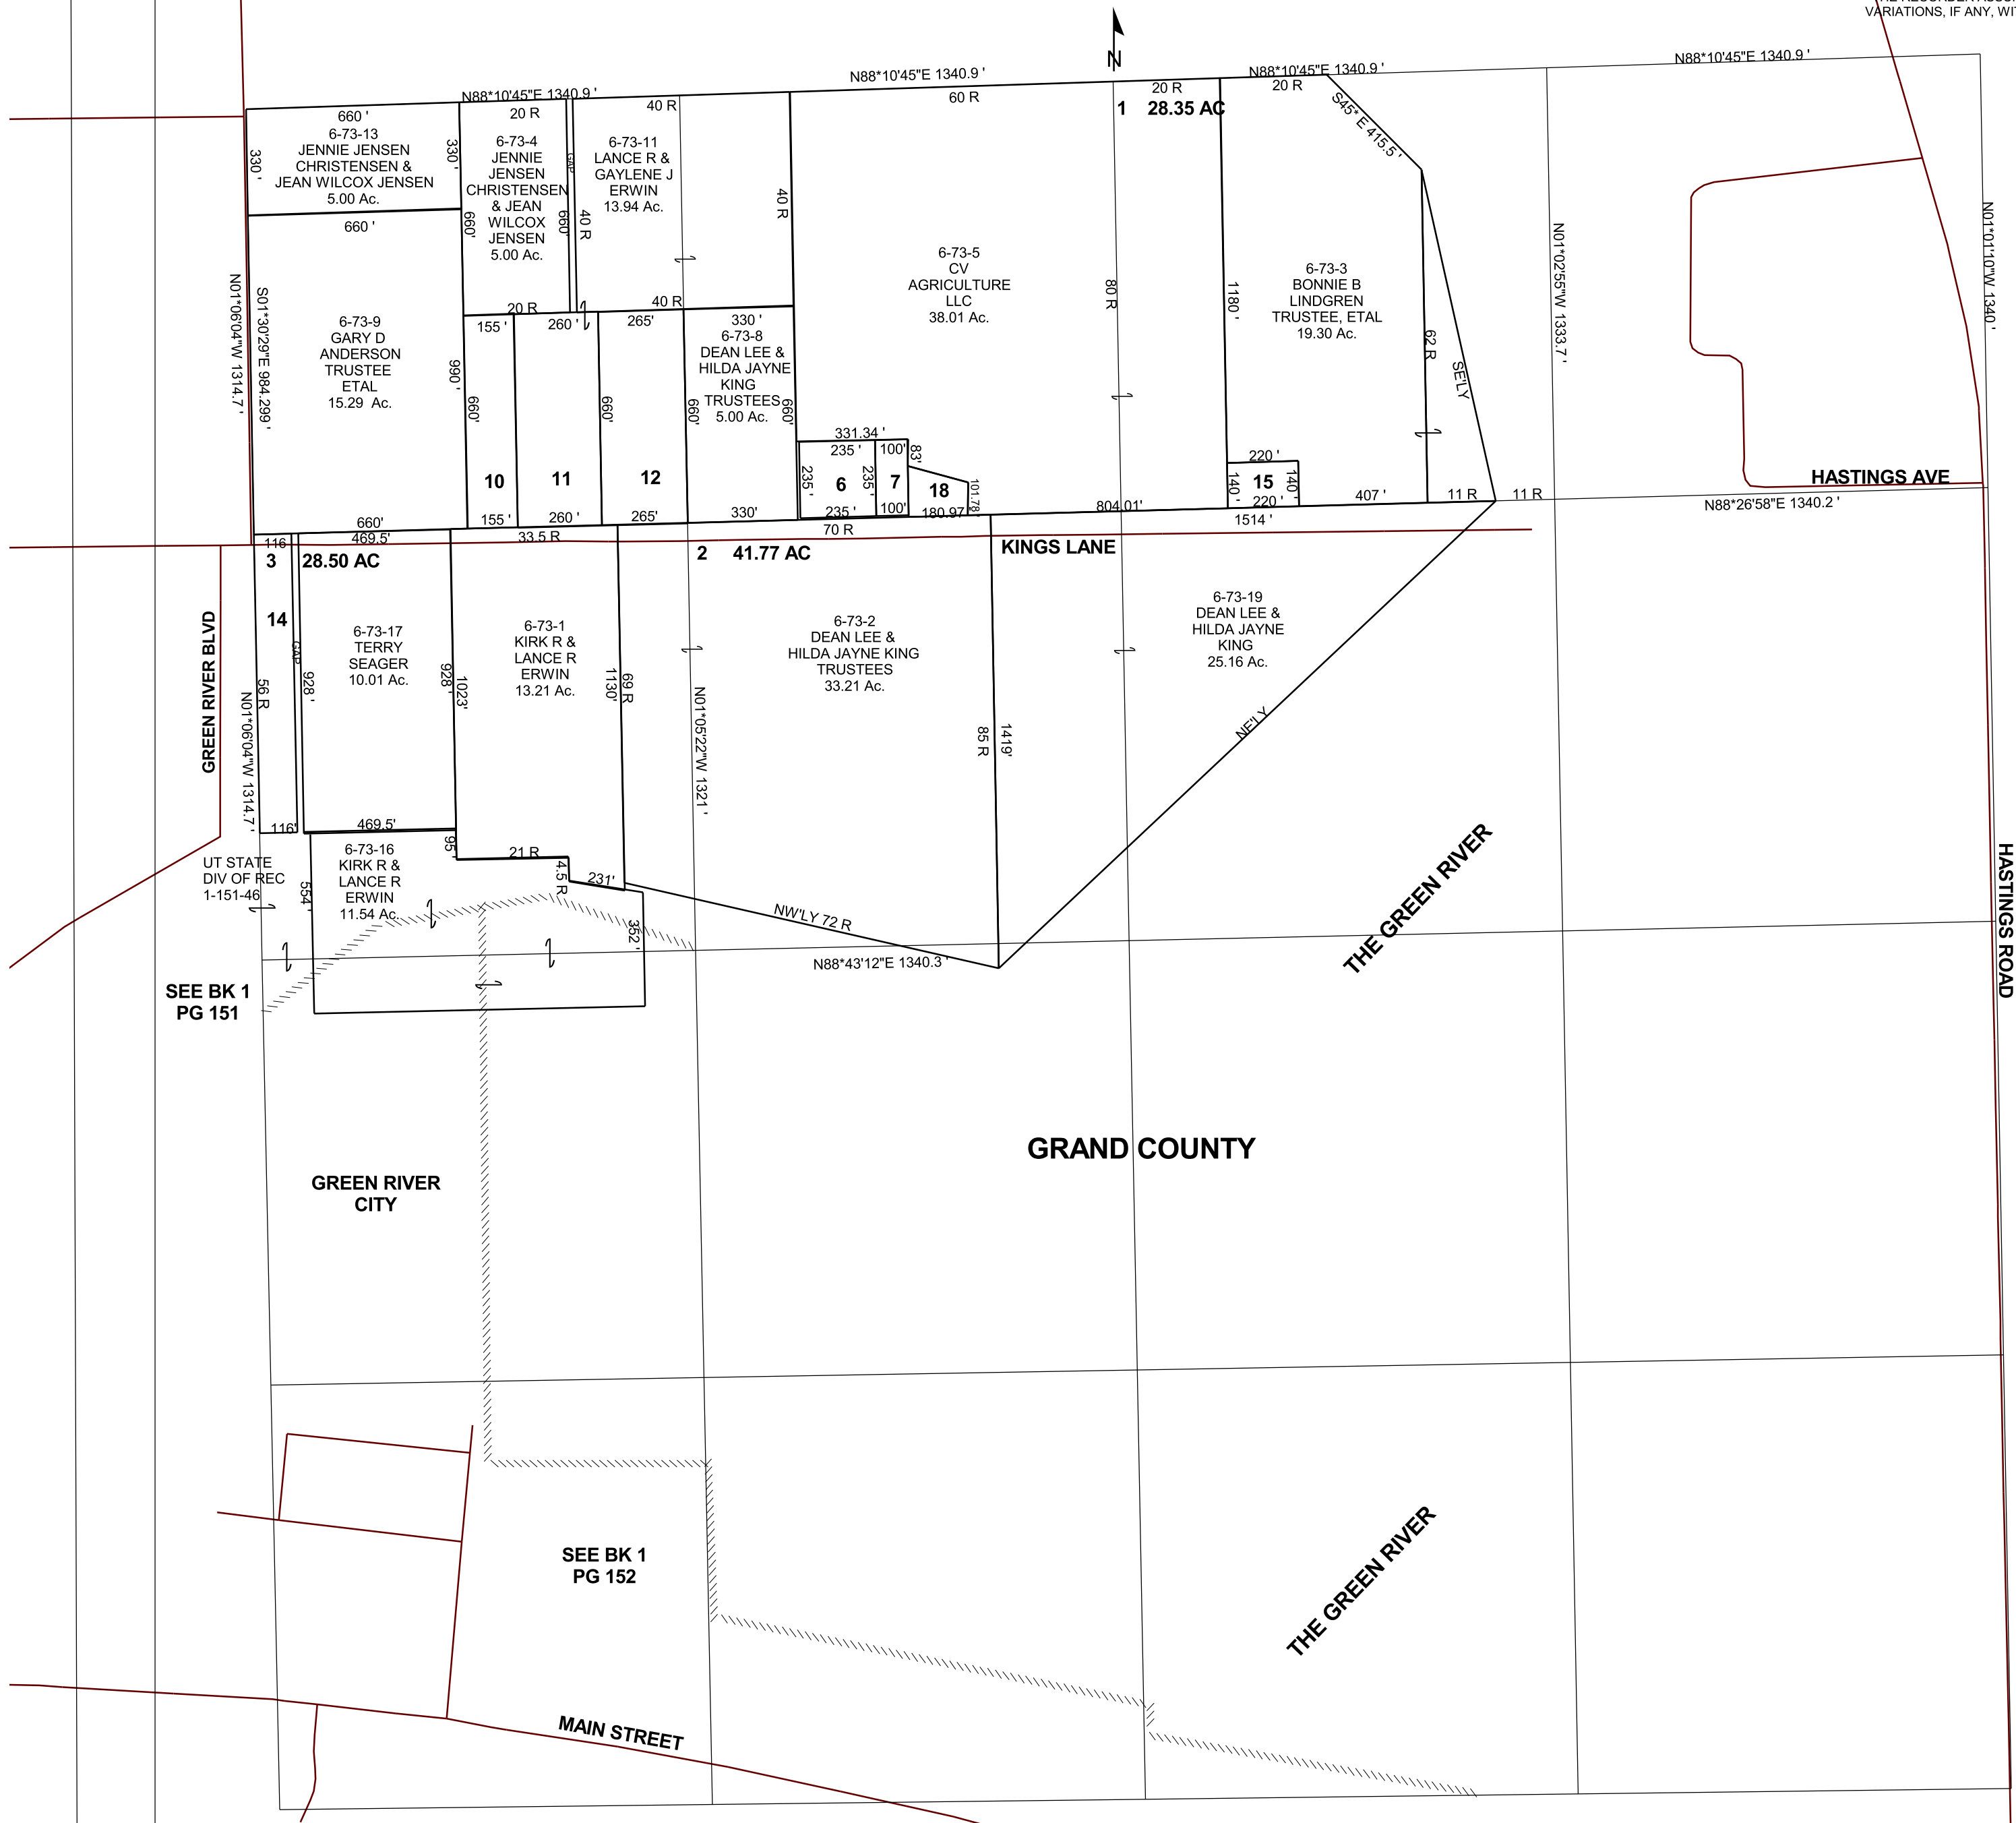 VARIATIONS, IF ANY, WIT
N
N88*10'45"E 1340.9 '
N88*10'45"E 1340.9 '
N88*10'45"E 1340.9 '
N88*10'45"E 1340.9 '
660 '
6-73-13
JENNIE JENSEN
CHRISTENSEN &
JEAN WILCOX JENSEN
5.00 Ac.
330 '
330 '
660 '
20 R
6-73-4
JENNIE
JENSEN
CHRISTENSEN
& JEAN
WILCOX
JENSEN
5.00 Ac.
660'
660'
20 R
GAP
40 R
6-73-11
LANCE R &
GAYLENE J
ERWIN
13.94 Ac.
40 R
40 R
40 R
60 R
6-73-5
CV
AGRICULTURE
LLC
38.01 Ac.
80 R
20 R
1 28.35 AC
20 R
S45* E 415.5 '
6-73-3
BONNIE B
LINDGREN
TRUSTEE, ETAL
19.30 Ac.
1180 '
62 R
SE'LY
N01*02'55"W 1333.7 '
N01*01'10"W 1340 '
N01*06'04"W 1314.7 '
S01*30'29"E 984.299 '
6-73-9
GARY D
ANDERSON
TRUSTEE
ETAL
15.29 Ac.
990 '
660'
155 '
660'
10
155 '
260 '
11
260 '
660'
265'
12
265'
660'
330 '
6-73-8
DEAN LEE &
HILDA JAYNE
KING
TRUSTEES
5.00 Ac.
660'
330'
331.34 '
235 '
235 '
6
235 '
235 '
100'
7
100'
83'
18
101.78 '
180.97'
804.01'
220 '
140 '
15
140 '
220 '
407 '
11 R
11 R
1514 '
HASTINGS AVE
N88*26'58"E 1340.2 '
116
469.5'
33.5 R
70 R
3 28.50 AC
2 41.77 AC
KINGS LANE
14
GAP
56 R
GREEN RIVER BLVD
N01*06'04"W 1314.7 '
116'
928 '
6-73-17
TERRY
SEAGER
10.01 Ac.
928 '
469.5'
1023'
6-73-1
KIRK R &
LANCE R
ERWIN
13.21 Ac.
1130'
69 R
N01*05'22"W 1321 '
6-73-2
DEAN LEE &
HILDA JAYNE KING
TRUSTEES
33.21 Ac.
85 R
1419'
6-73-19
DEAN LEE &
HILDA JAYNE
KING
25.16 Ac.
NE'LY
UT STATE
DIV OF REC
1-151-46
554 '
6-73-16
KIRK R &
LANCE R
ERWIN
11.54 Ac.
95 '
21 R
4.5 R
231'
352 '
NW'LY 72 R
N88*43'12"E 1340.3 '
THE GREEN RIVER
HASTINGS ROAD
SEE BK 1
PG 151
GRAND COUNTY
GREEN RIVER
CITY
SEE BK 1
PG 152
THE GREEN RIVER
MAIN STREET
660'